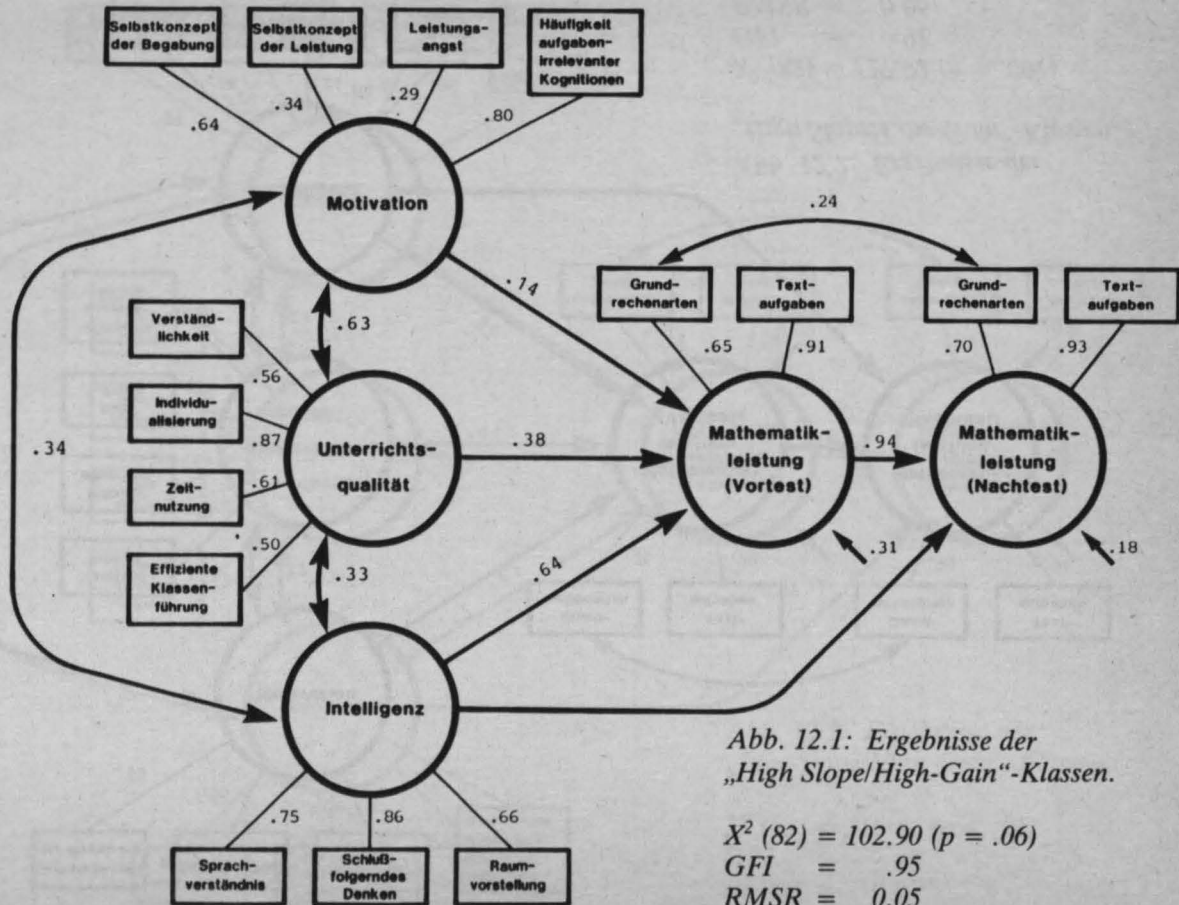 Selbstkonzept
der Begabung
Selbstkonzept
der Leistung
Leistungs-
angst
Häufigkeit
aufgaben-
irrelevanter
Kognitionen
.64
.34
.29
.80
Motivation
.24
.14
Grund-
rechenarten
Text-
aufgaben
Grund-
rechenarten
Text-
aufgaben
.65
.91
.70
.93
.63
Verständ-
lichkeit
.56
Individu-
alisierung
.87
Zeit-
nutzung
.61
Effiziente
Klassen-
führung
.50
.34
Unterrichts-
qualität
.38
Mathematik-
leistung
(Vortest)
.94
Mathematik-
leistung
(Nachtest)
.31
.18
.33
.64
Intelligenz
.75
.86
.66
Sprach-
verständnis
Schluß-
folgerndes
Denken
Raum-
vorstellung
Abb. 12.1: Ergebnisse der
„High Slope/High-Gain“-Klassen.
X² (82) = 102.90 (p = .06)
GFI = .95
RMSR = 0.05